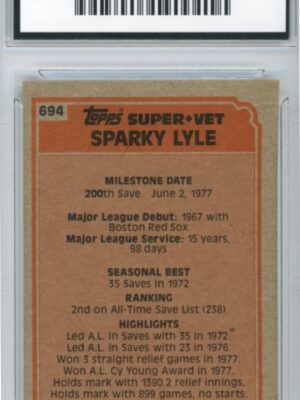 694
Topps SUPER•VET
SPARKY LYLE
MILESTONE DATE
200th Save June 2, 1977
Major League Debut: 1967 with
Boston Red Sox
Major League Service: 15 years,
98 days
SEASONAL BEST
35 Saves in 1972
RANKING
2nd on All-Time Save List (238)
HIGHLIGHTS
Led A.L. in Saves with 35 in 1972.
Led A.L. in Saves with 23 in 1976.
Won 3 straight relief games in 1977.
Won A.L. Cy Young Award in 1977.
Holds mark with 1390.2 relief innings.
Holds mark with 899 games, no starts.